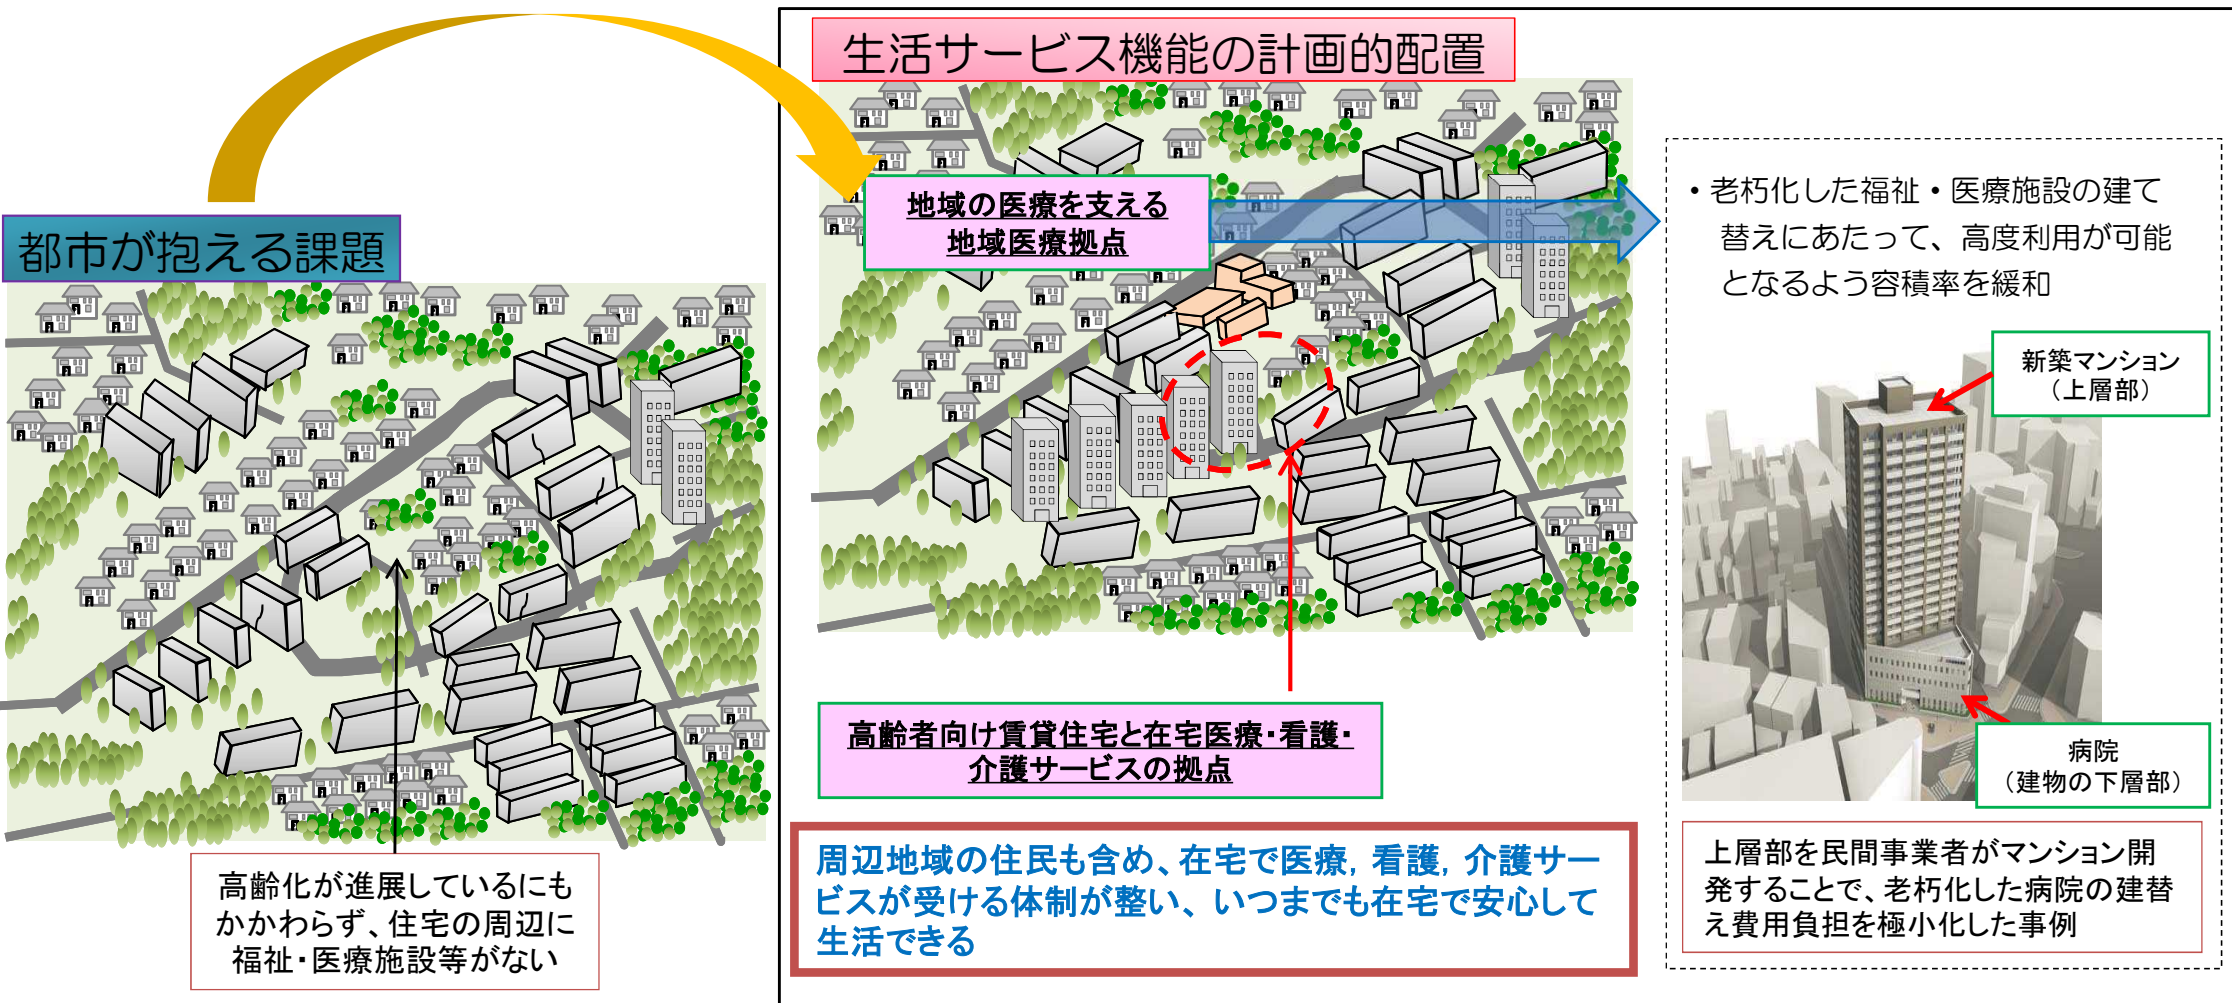 生活サービス機能の計画的配置
都市が抱える課題
高齢化が進展しているにも
かかわらず、住宅の周辺に
福祉・医療施設等がない
地域の医療を支える
地域医療拠点
高齢者向け賃貸住宅と在宅医療・看護・
介護サービスの拠点
周辺地域の住民も含め、在宅で医療,看護,介護サー
ビスが受ける体制が整い、いつまでも在宅で安心して
生活できる
・老朽化した福祉・医療施設の建て
替えにあたって、高度利用が可能
となるよう容積率を緩和
新築マンション
（上層部）
病院
（建物の下層部）
上層部を民間事業者がマンション開
発することで、老朽化した病院の建替
え費用負担を極小化した事例